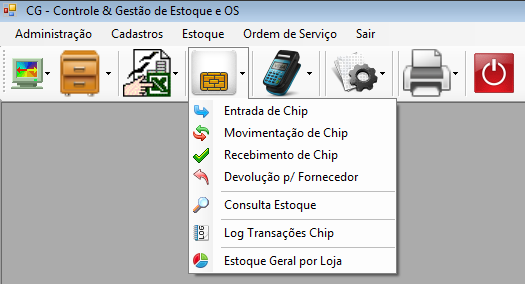 CG - Controle & Gestão de Estoque e OS
Administração Cadastros Estoque Ordem de Serviço Sair
Entrada de Chip
Movimentação de Chip
Recebimento de Chip
Devolução p/ Fornecedor
Consulta Estoque
LOG Log Transações Chip
Estoque Geral por Loja